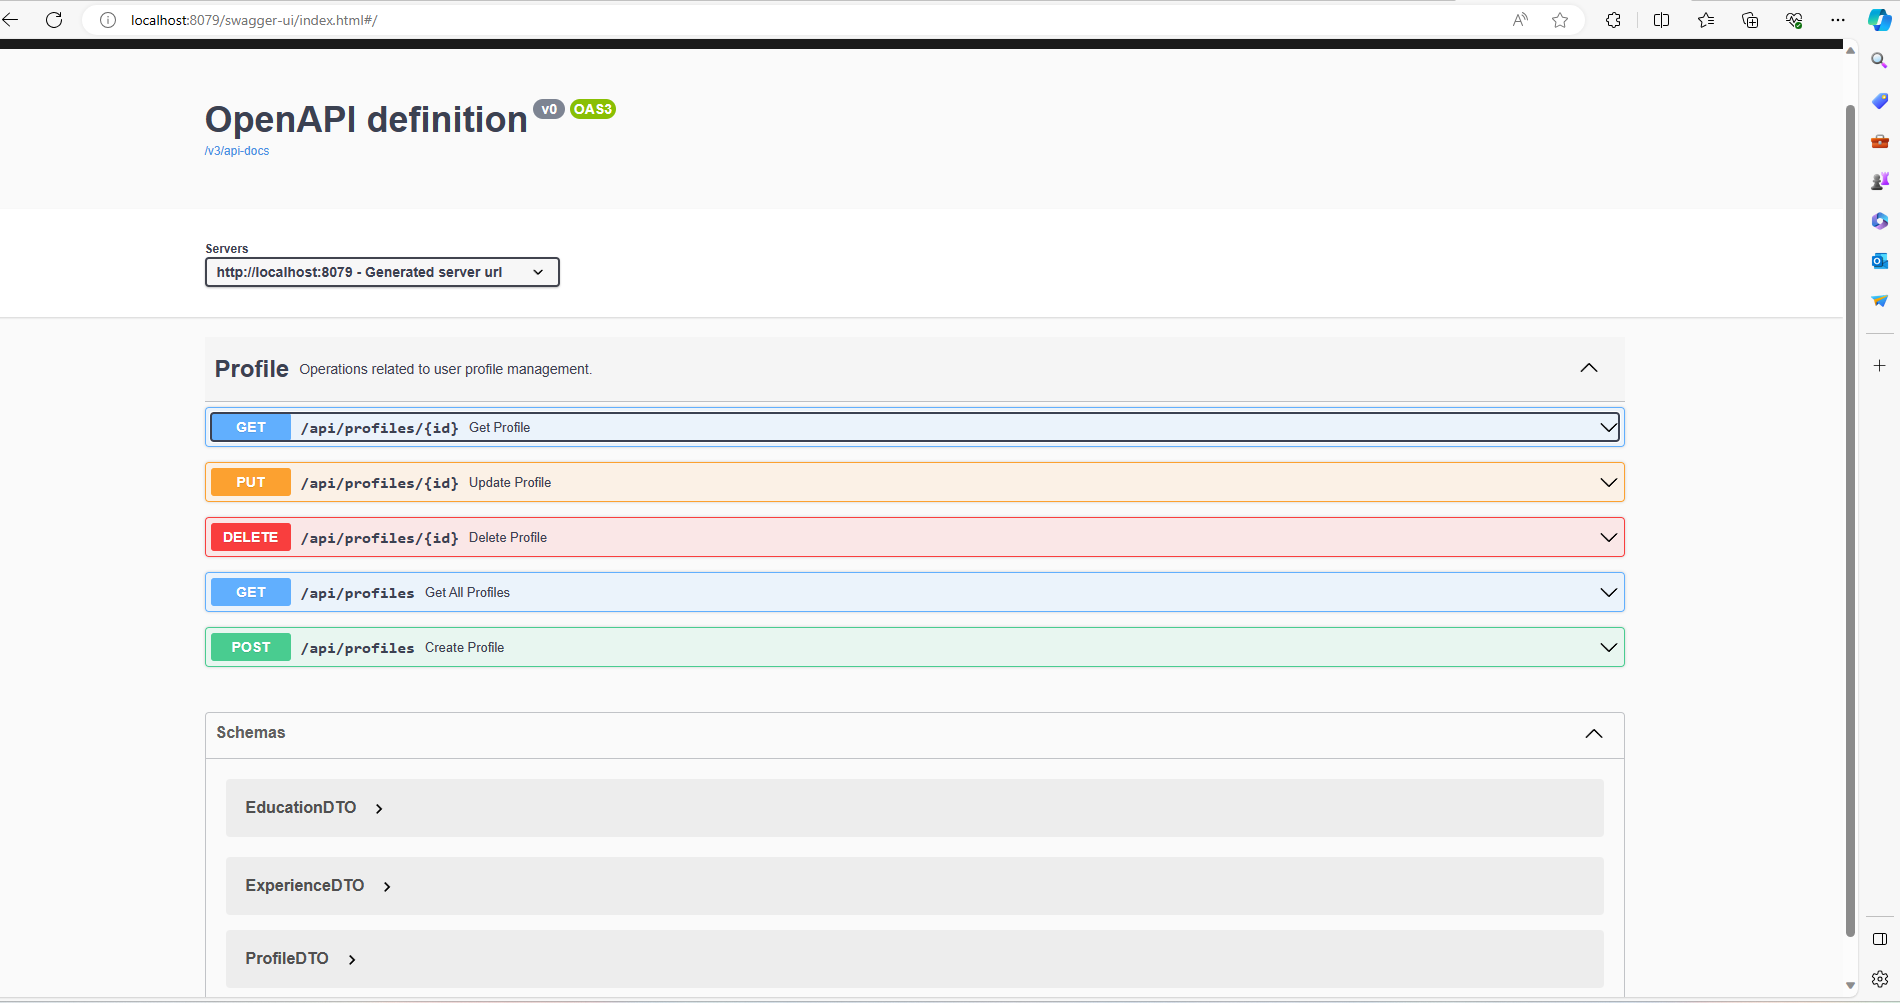 localhost:8079/swagger-ui/index.html#/
OpenAPI definition v0 OAS3
/v3/api-docs
Servers
http://localhost:8079 - Generated server url
Profile Operations related to user profile management.
GET /api/profiles/{id} Get Profile
PUT /api/profiles/{id} Update Profile
DELETE /api/profiles/{id} Delete Profile
GET /api/profiles Get All Profiles
POST /api/profiles Create Profile
Schemas
EducationDTO
ExperienceDTO
ProfileDTO